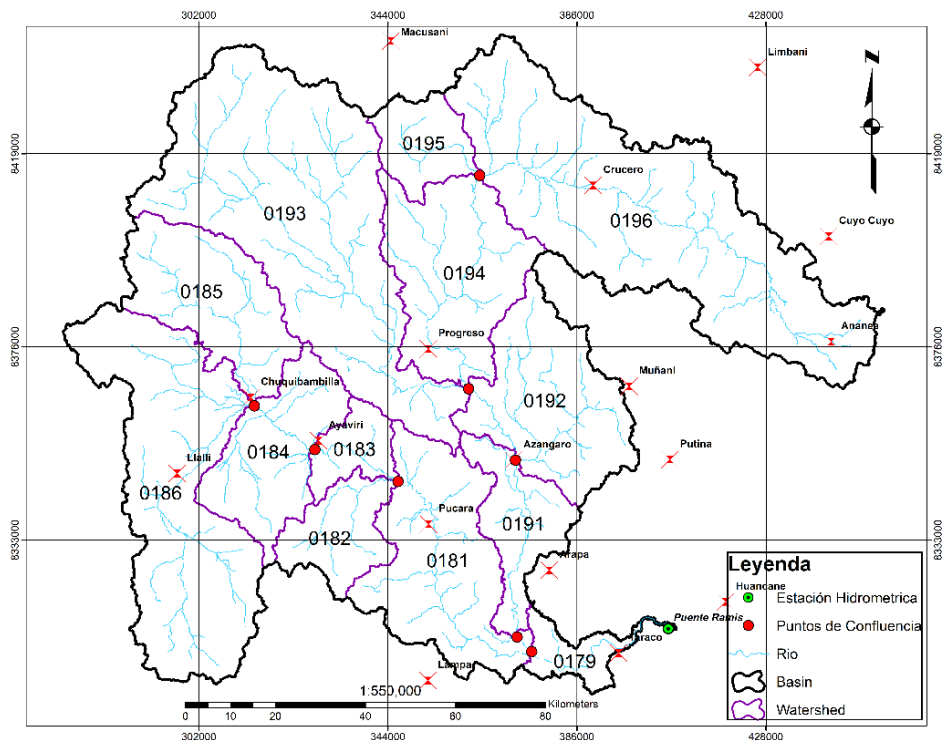 302000 344000 386000 428000
Macusani
Limbani
Z
8419000 8419000
0195
Crucero
0193
0196
Cuyo Cuyo
0194
0185
Progreso
Ananea
6376000 6376000
Chuquibambilla
Muñani
0192
Ayaviri
0184 0183
Azangaro
Putina
Llalli
0186
Pucara
0191
0182
0181
6333000 6333000
Arapa
Leyenda
Huancane
Estación Hidrometrica
Puente Ramis
Puntos de Confluencia
Taraco
0179
Rio
Lampa
1:550,000
Basin
Kilometers
0 10 20 40 60 80
Watershed
302000 344000 386000 428000